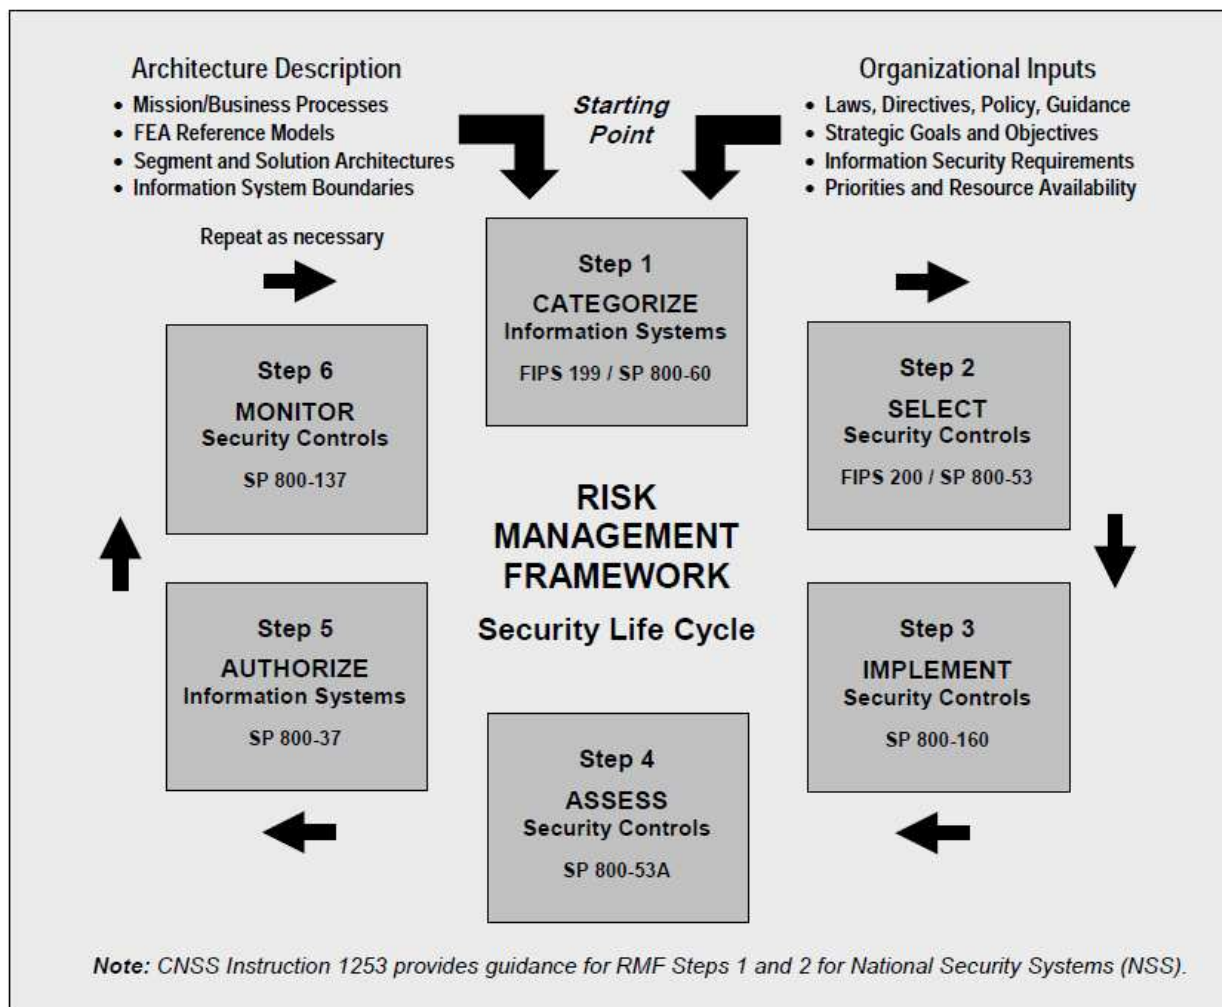 Architecture Description
• Mission/Business Processes
• FEA Reference Models
• Segment and Solution Architectures
• Information System Boundaries
Starting
Point
Organizational Inputs
• Laws, Directives, Policy, Guidance
• Strategic Goals and Objectives
• Information Security Requirements
• Priorities and Resource Availability
Repeat as necessary
Step 1
CATEGORIZE
Information Systems
FIPS 199 / SP 800-60
Step 2
SELECT
Security Controls
FIPS 200 / SP 800-53
Step 3
IMPLEMENT
Security Controls
SP 800-160
Step 4
ASSESS
Security Controls
SP 800-53A
Step 5
AUTHORIZE
Information Systems
SP 800-37
Step 6
MONITOR
Security Controls
SP 800-137
RISK
MANAGEMENT
FRAMEWORK
Security Life Cycle
Note: CNSS Instruction 1253 provides guidance for RMF Steps 1 and 2 for National Security Systems (NSS).